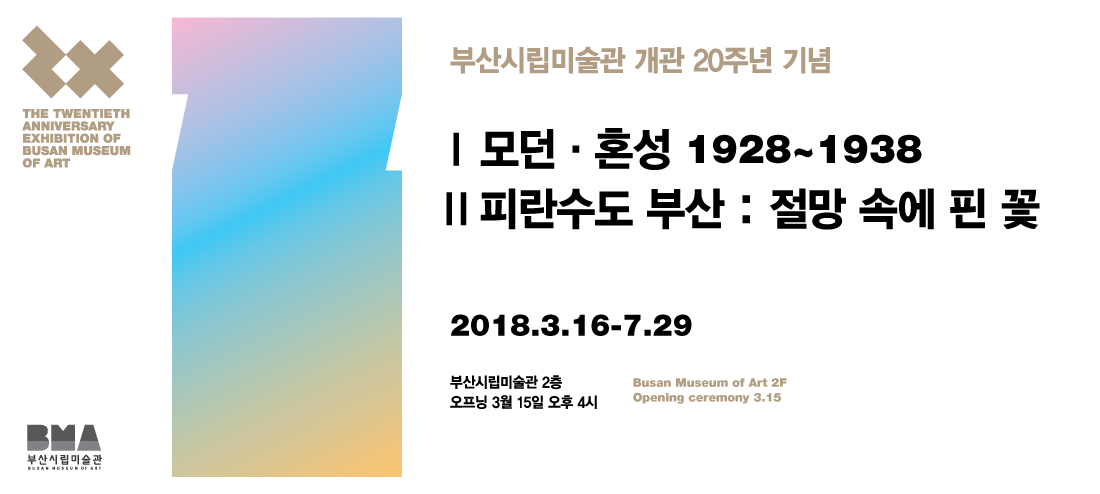 THE TWENTIETH
ANNIVERSARY
EXHIBITION OF
BUSAN MUSEUM
OF ART
부산시립미술관 개관 20주년 기념
Ⅰ 모던 · 혼성 1928~1938
Ⅱ 피란수도 부산 : 절망 속에 핀 꽃
2018.3.16-7.29
부산시립미술관 2층
오프닝 3월 15일 오후 4시
Busan Museum of Art 2F
Opening ceremony 3.15
BMA
부산시립미술관
BUSAN MUSEUM OF ART